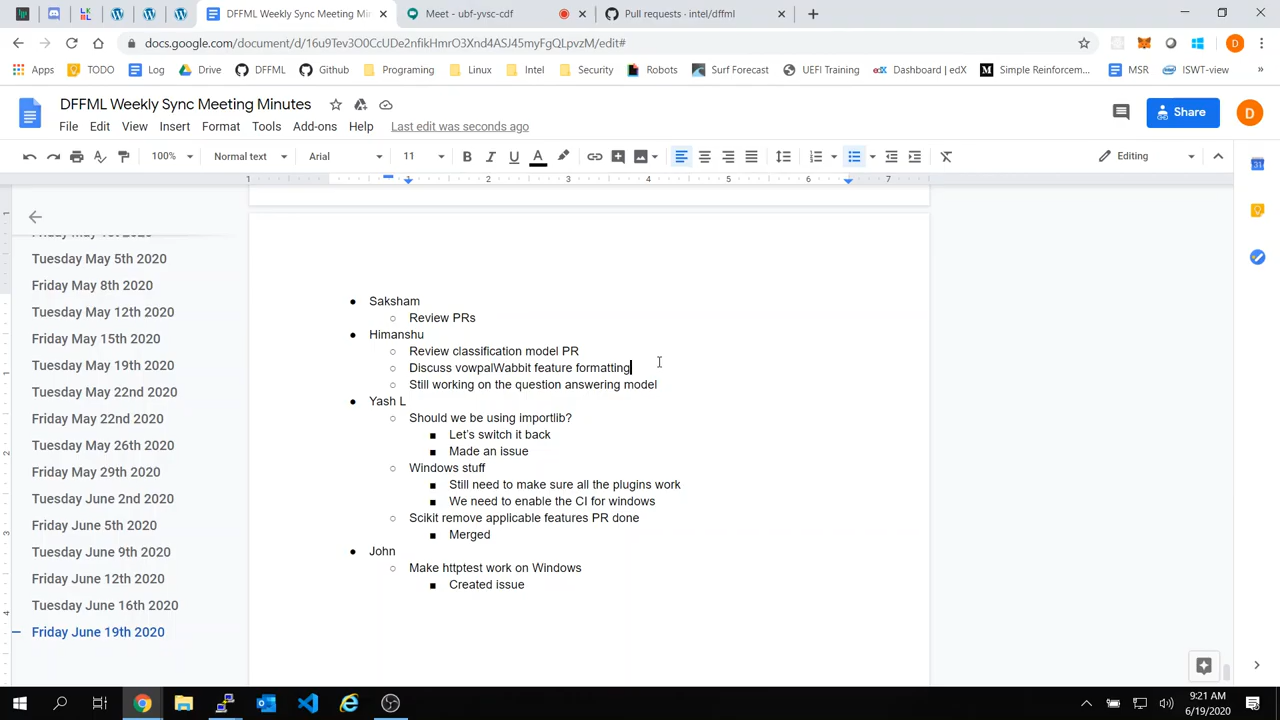 DFFML Weekly Sync Meeting Min
Meet - ubf-yvsc-cdf
Pull requests · intel/dffml
docs.google.com/document/d/16u9Tev3O0CcUDe2nfikHmrO3Xnd4ASJ45myFgQLpvzM/edit#
Apps
TODO
Log
Drive
DFFML
Github
Programing
Linux
Intel
Security
Robots
Surf Forecast
UEFI Training
Dashboard | edX
Simple Reinforcem...
MSR
ISWT-view
DFFML Weekly Sync Meeting Minutes
File Edit View Insert Format Tools Add-ons Help Last edit was seconds ago
Share
D
100% Normal text Arial 11 Editing
1 1 2 3 4 5 6 7
Tuesday May 5th 2020
Friday May 8th 2020
Tuesday May 12th 2020
Friday May 15th 2020
Tuesday May 19th 2020
Tuesday May 22nd 2020
Friday May 22nd 2020
Tuesday May 26th 2020
Friday May 29th 2020
Tuesday June 2nd 2020
Friday June 5th 2020
Tuesday June 9th 2020
Friday June 12th 2020
Tuesday June 16th 2020
Friday June 19th 2020
● Saksham
○ Review PRs
● Himanshu
○ Review classification model PR
○ Discuss vowpalWabbit feature formatting
○ Still working on the question answering model
● Yash L
○ Should we be using importlib?
■ Let's switch it back
■ Made an issue
○ Windows stuff
■ Still need to make sure all the plugins work
■ We need to enable the CI for windows
○ Scikit remove applicable features PR done
■ Merged
● John
○ Make httptest work on Windows
■ Created issue
9:21 AM
6/19/2020